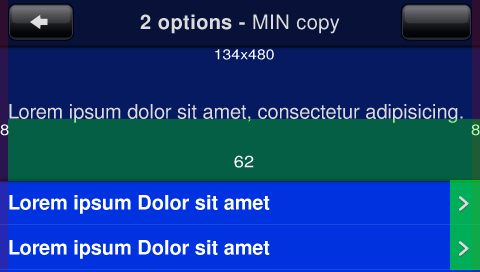 2 options - MIN copy
134x480
Lorem ipsum dolor sit amet, consectetur adipisicing.
8 8
62
Lorem ipsum Dolor sit amet
Lorem ipsum Dolor sit amet